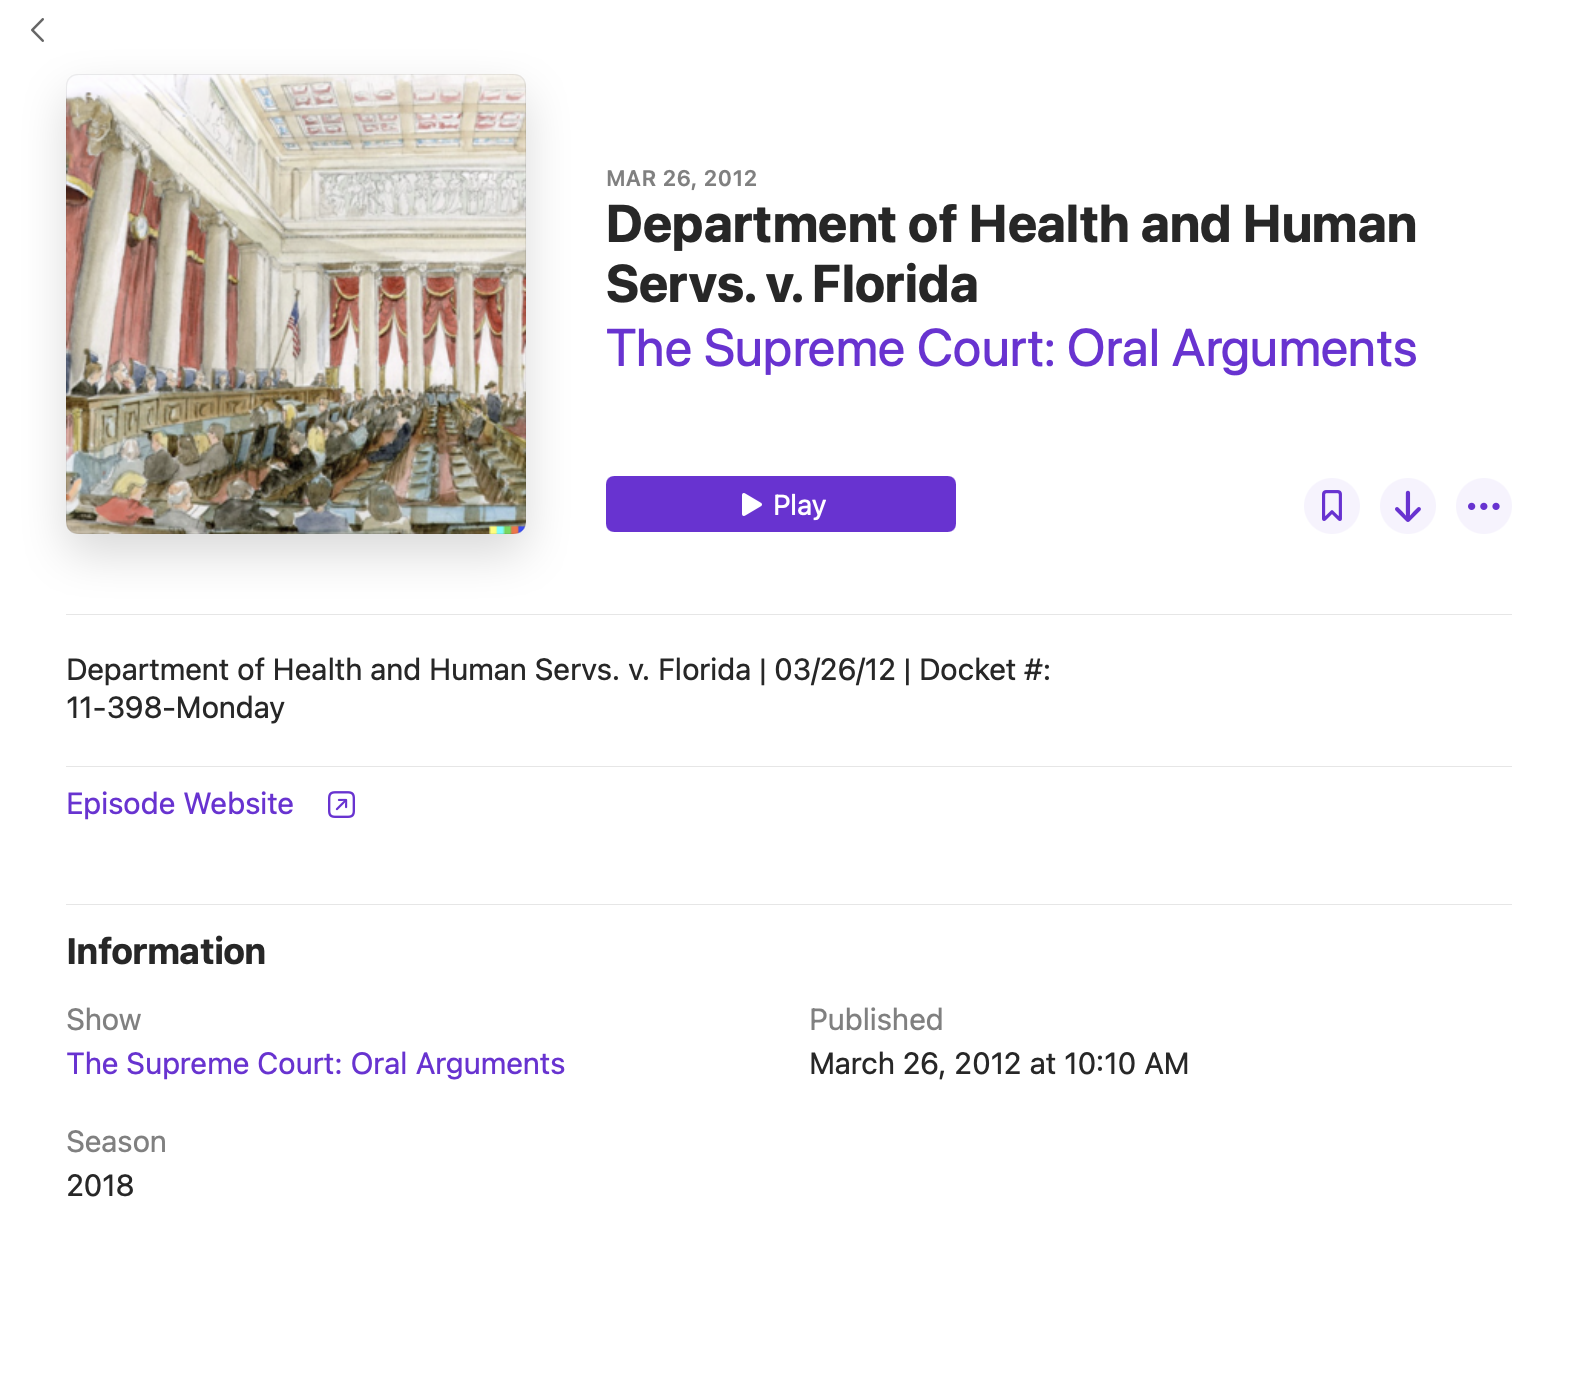 MAR 26, 2012
Department of Health and Human
Servs. v. Florida
The Supreme Court: Oral Arguments
Play
Department of Health and Human Servs. v. Florida | 03/26/12 | Docket #:
11-398-Monday
Episode Website
Information
Show
The Supreme Court: Oral Arguments
Published
March 26, 2012 at 10:10 AM
Season
2018